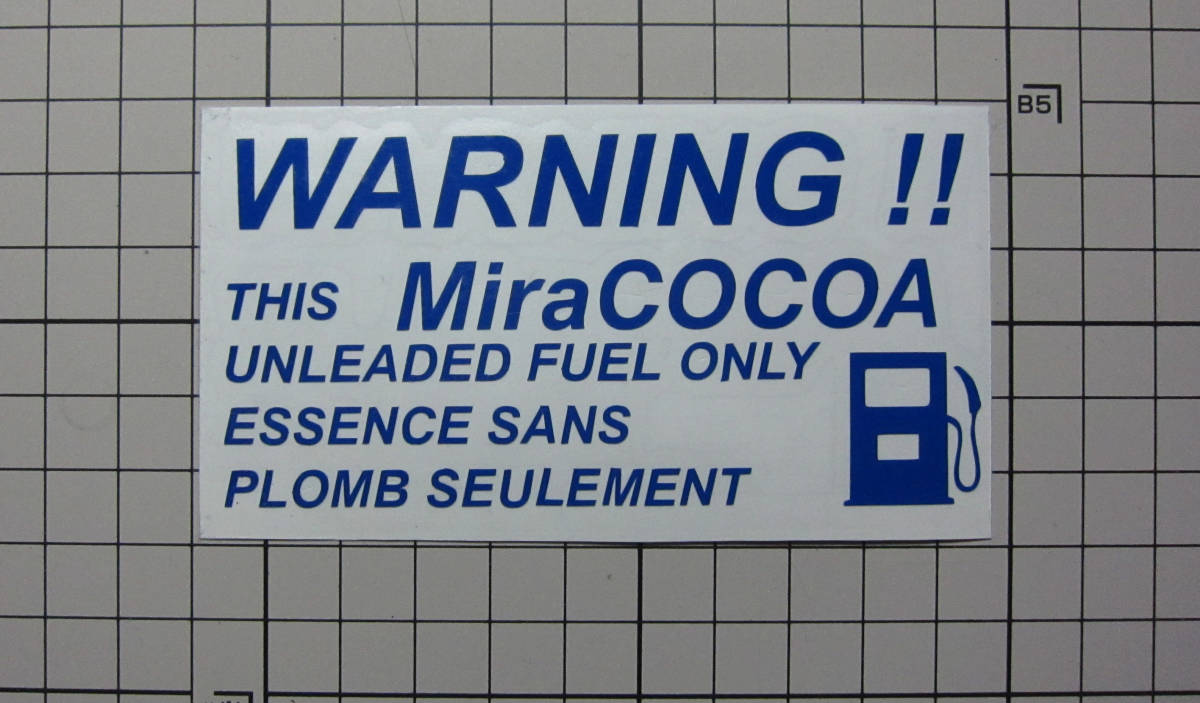 B5
WARNING !!
THIS MiraCOCOA
UNLEADED FUEL ONLY
ESSENCE SANS
PLOMB SEULEMENT